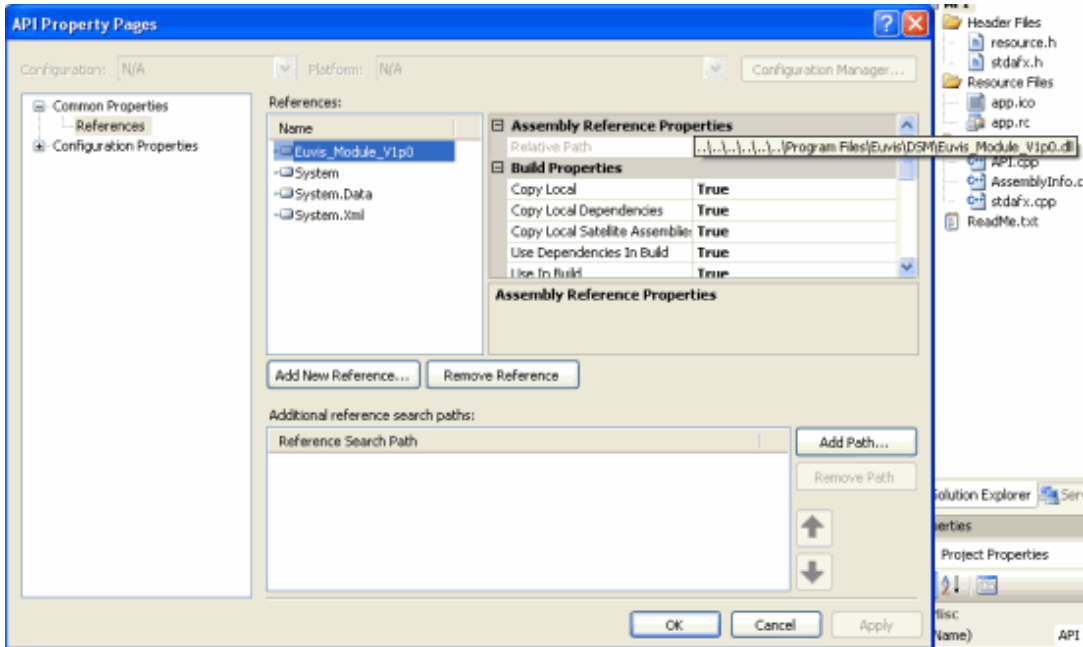 API Property Pages
Configuration: N/A Platform: N/A Configuration Manager...
Common Properties
References
Configuration Properties
References:
Name
Euvis_Module_V1p0
System
System.Data
System.Xml
Assembly Reference Properties
Relative Path ..\..\..\..\..\..\Program Files\Euvis\DSM\Euvis_Module_V1p0.dll
Build Properties
Copy Local True
Copy Local Dependencies True
Copy Local Satellite Assemblies True
Use Dependencies In Build True
Use In Build True
Assembly Reference Properties
Add New Reference... Remove Reference
Additional reference search paths:
Reference Search Path
Add Path...
Remove Path
OK Cancel Apply
API
Header Files
resource.h
stdafx.h
Resource Files
app.ico
app.rc
API.cpp
AssemblyInfo.c
stdafx.cpp
ReadMe.txt
Solution Explorer Ser
erties
Project Properties
Misc
Name) API